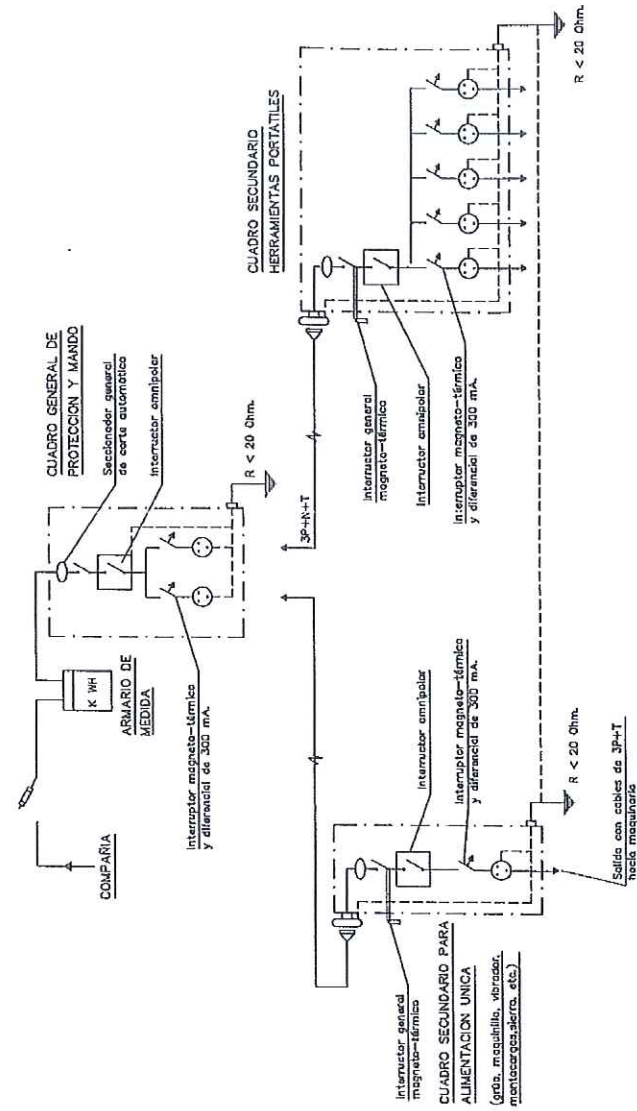 COMPAÑIA
K WH
ARMARIO DE
MEDIDA
CUADRO GENERAL DE
PROTECCION Y MANDO
Seccionador general
de corte automático
Interruptor omnipolar
Interruptor magneto-térmico
y diferencial de 300 mA.
R < 20 Ohm.
3P+N+T
CUADRO SECUNDARIO
HERRAMIENTAS PORTATILES
Interruptor general
magneto-térmico
Interruptor omnipolar
Interruptor magneto-térmico
y diferencial de 300 mA.
R < 20 Ohm.
Interruptor general
magneto-térmico
CUADRO SECUNDARIO PARA
ALIMENTACION UNICA
(grúa, maquinilla, vibrador,
montacargas,sierra, etc.)
Interruptor omnipolar
Interruptor magneto-térmico
y diferencial de 300 mA.
R < 20 Ohm.
Salida con cables de 3P+T
hacia maquinaria